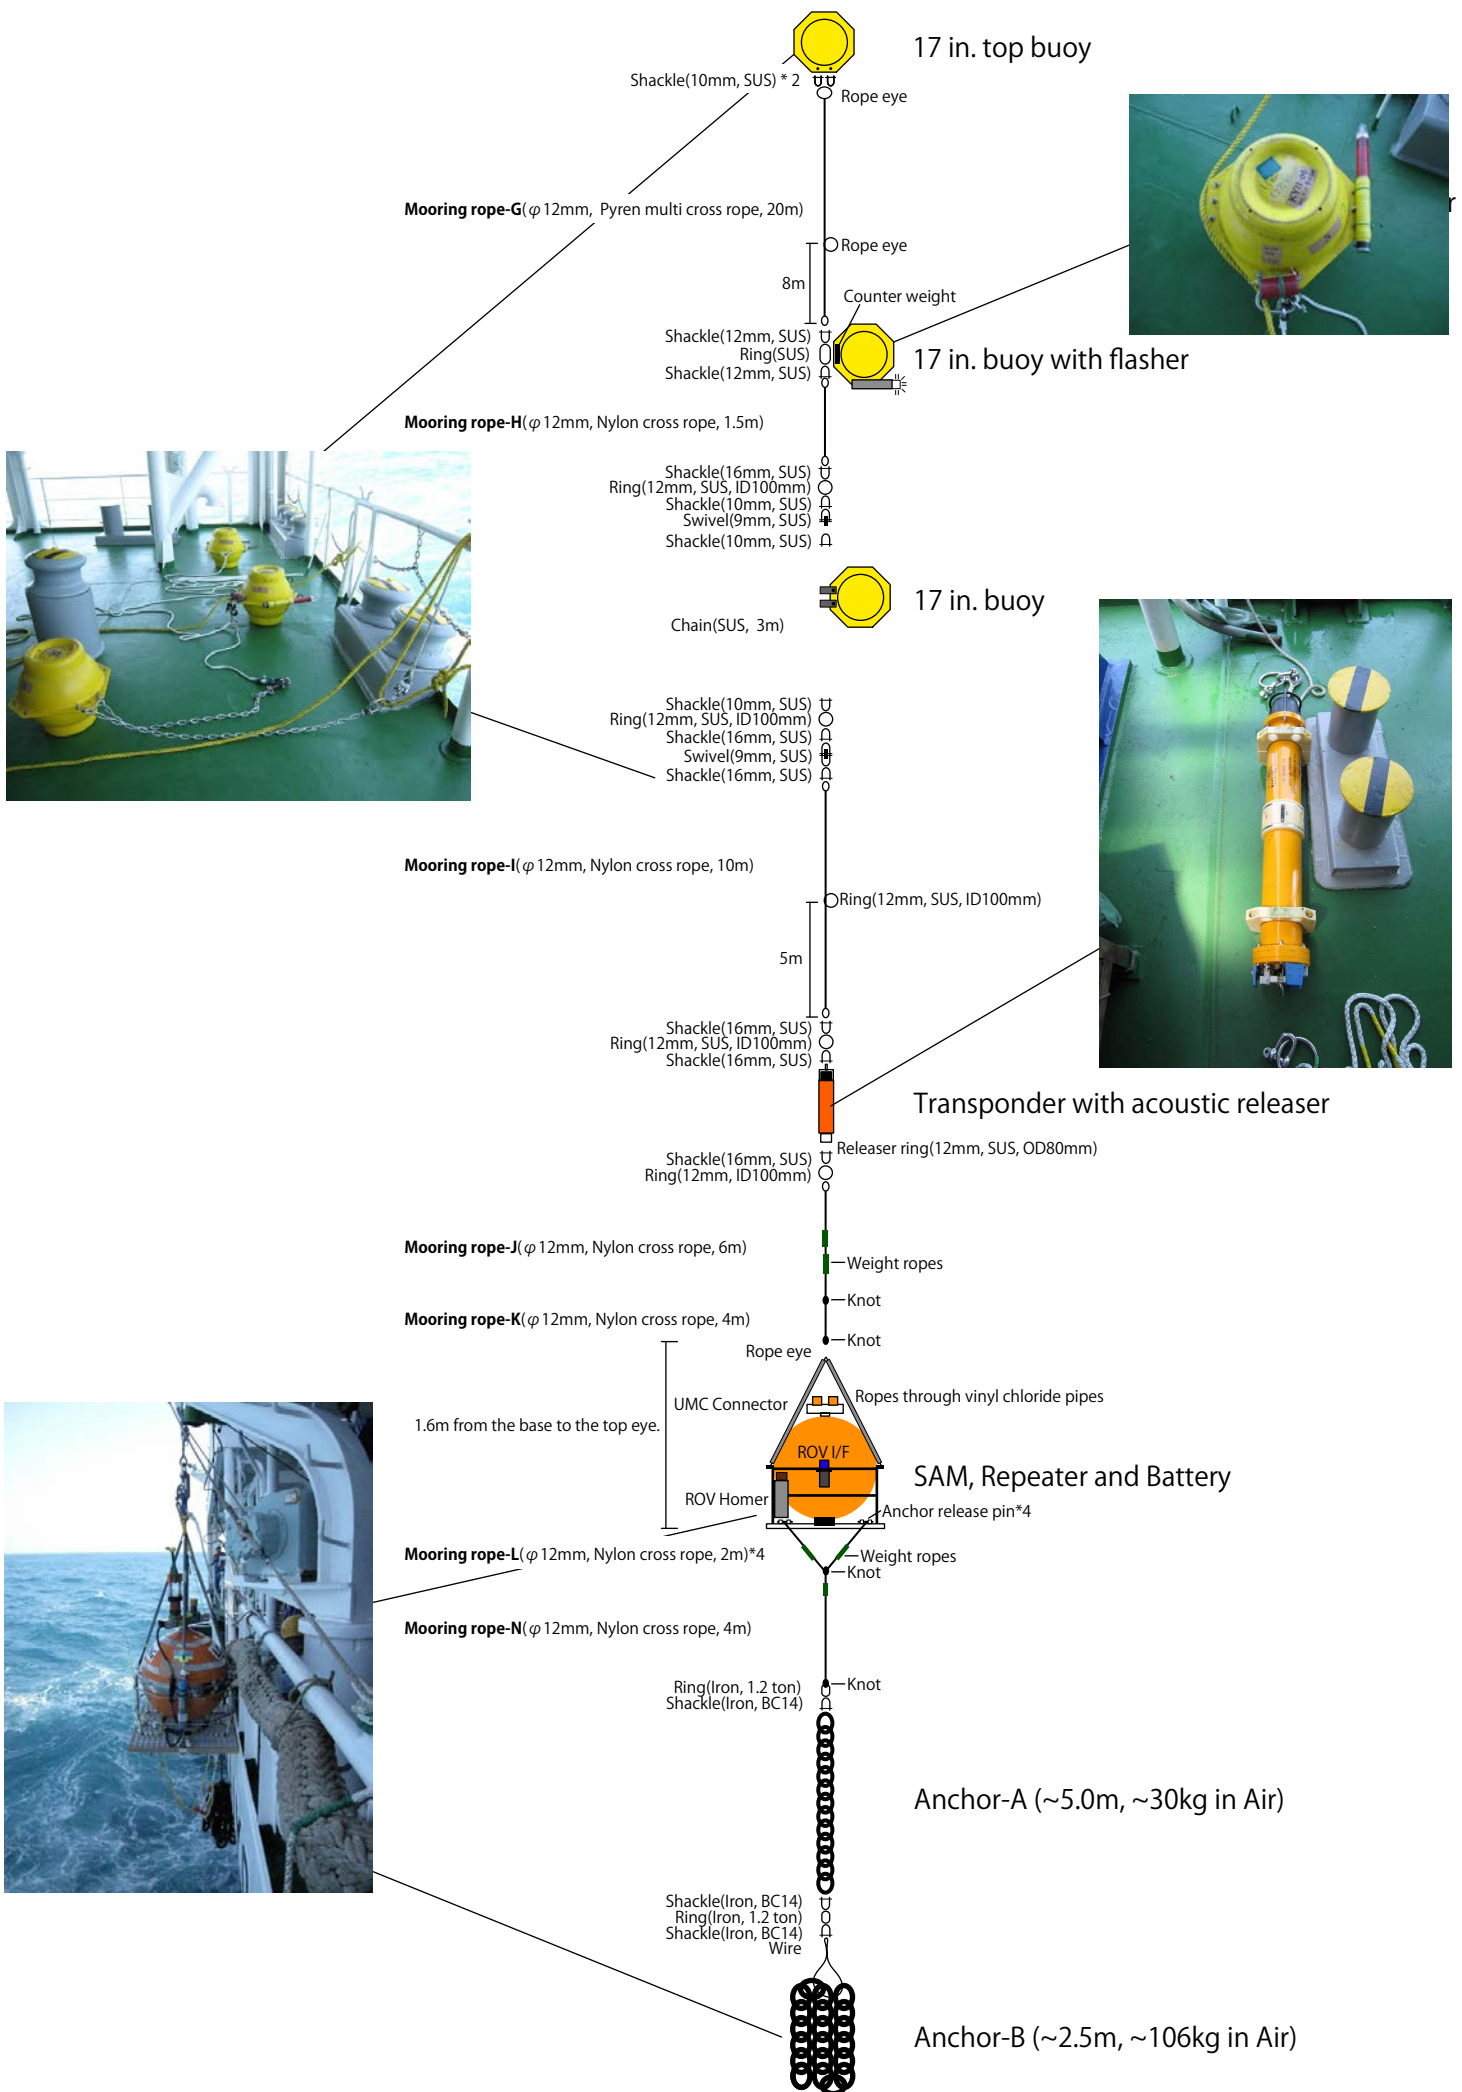 17 in. top buoy
Shackle(10mm, SUS) * 2
Rope eye
Mooring rope-G(φ12mm, Pyren multi cross rope, 20m)
r
Rope eye
8m
Counter weight
Shackle(12mm, SUS)
Ring(SUS)
17 in. buoy with flasher
Shackle(12mm, SUS)
Mooring rope-H(φ12mm, Nylon cross rope, 1.5m)
Shackle(16mm, SUS)
Ring(12mm, SUS, ID100mm)
Shackle(10mm, SUS)
Swivel(9mm, SUS)
Shackle(10mm, SUS)
17 in. buoy
Chain(SUS, 3m)
Shackle(10mm, SUS)
Ring(12mm, SUS, ID100mm)
Shackle(16mm, SUS)
Swivel(9mm, SUS)
Shackle(16mm, SUS)
Mooring rope-I(φ12mm, Nylon cross rope, 10m)
Ring(12mm, SUS, ID100mm)
5m
Shackle(16mm, SUS)
Ring(12mm, SUS, ID100mm)
Shackle(16mm, SUS)
Transponder with acoustic releaser
Releaser ring(12mm, SUS, OD80mm)
Shackle(16mm, SUS)
Ring(12mm, ID100mm)
Mooring rope-J(φ12mm, Nylon cross rope, 6m)
Weight ropes
Knot
Mooring rope-K(φ12mm, Nylon cross rope, 4m)
Knot
Rope eye
UMC Connector
Ropes through vinyl chloride pipes
1.6m from the base to the top eye.
ROV I/F
SAM, Repeater and Battery
ROV Homer
Anchor release pin*4
Mooring rope-L(φ12mm, Nylon cross rope, 2m)*4
Weight ropes
Knot
Mooring rope-N(φ12mm, Nylon cross rope, 4m)
Ring(Iron, 1.2 ton)
Knot
Shackle(Iron, BC14)
Anchor-A (~5.0m, ~30kg in Air)
Shackle(Iron, BC14)
Ring(Iron, 1.2 ton)
Shackle(Iron, BC14)
Wire
Anchor-B (~2.5m, ~106kg in Air)